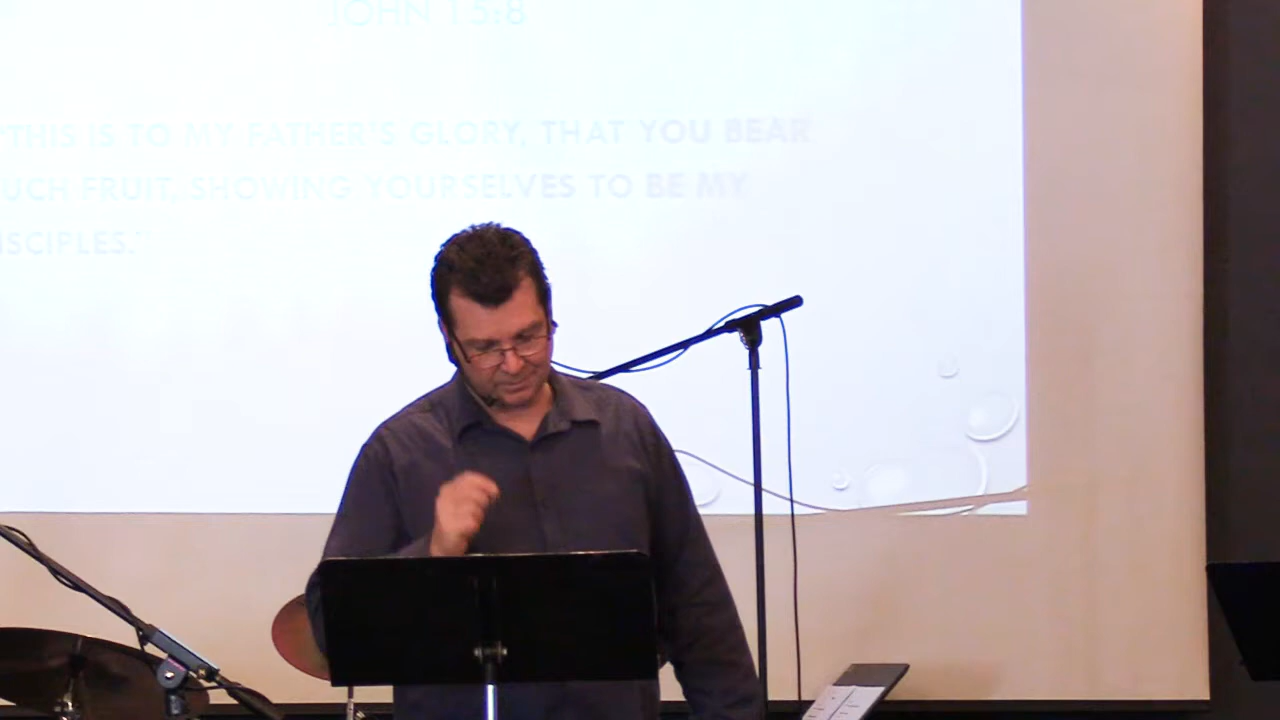 JOHN 15:8
"THIS IS TO MY FATHER'S GLORY, THAT YOU BEAR
UCH FRUIT, SHOWING YOURSELVES TO BE MY
ISCIPLES."